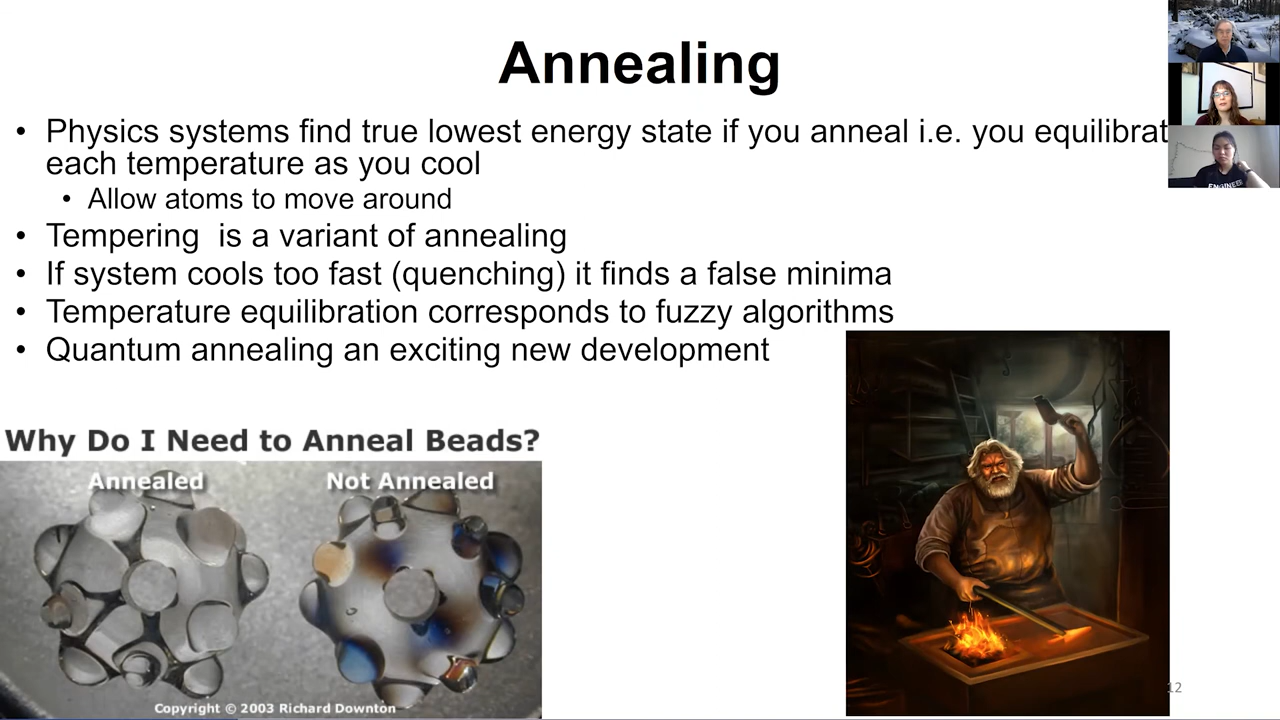 Annealing
• Physics systems find true lowest energy state if you anneal i.e. you equilibrat
each temperature as you cool
• Allow atoms to move around
• Tempering is a variant of annealing
• If system cools too fast (quenching) it finds a false minima
• Temperature equilibration corresponds to fuzzy algorithms
• Quantum annealing an exciting new development
Why Do I Need to Anneal Beads?
Annealed
Not Annealed
Copyright © 2003 Richard Downton
12